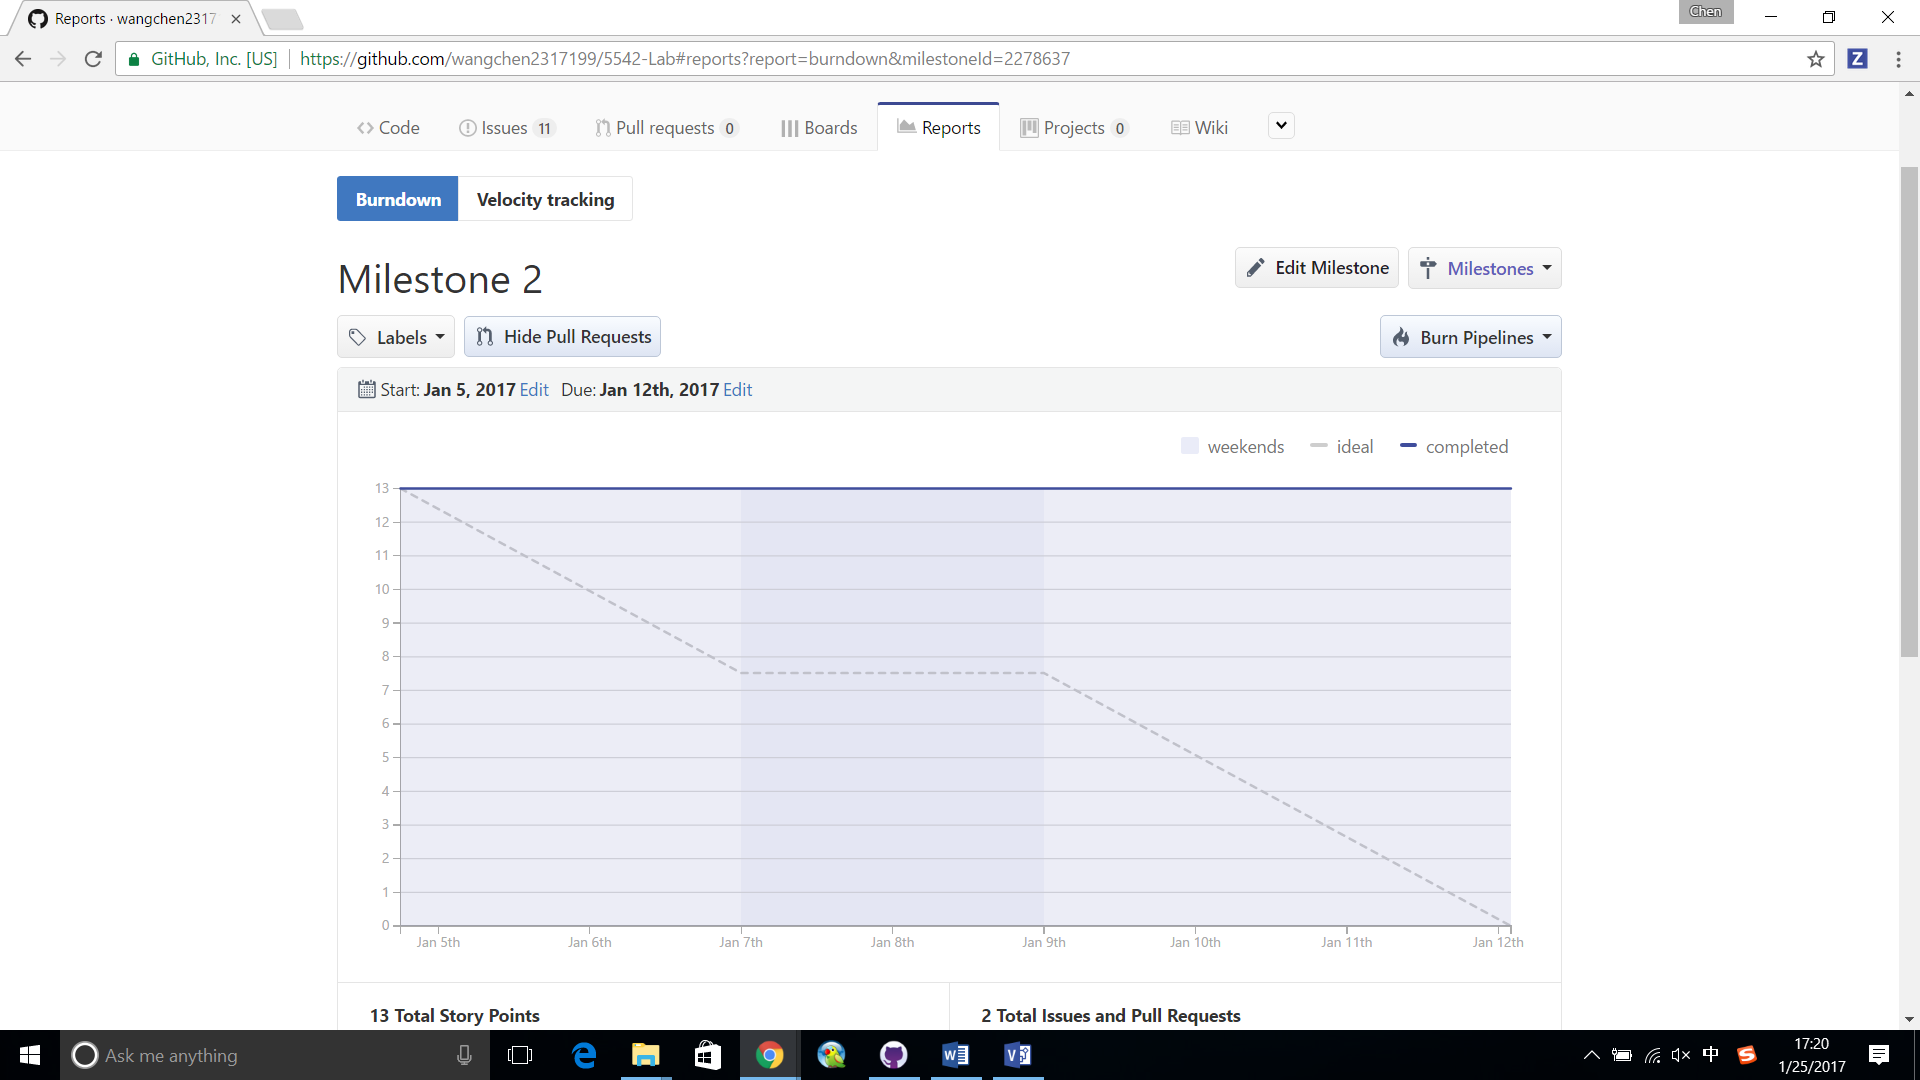 Reports · wangchen2317
Chen
GitHub, Inc. [US] https://github.com/wangchen2317199/5542-Lab#reports?report=burndown&milestoneId=2278637
Z
Code Issues 11 Pull requests 0 Boards Reports Projects 0 Wiki
Burndown Velocity tracking
Milestone 2
Edit Milestone Milestones
Labels Hide Pull Requests Burn Pipelines
Start: Jan 5, 2017 Edit Due: Jan 12th, 2017 Edit
weekends ideal completed
13
12
11
10
9
8
7
6
5
4
3
2
1
0
Jan 5th Jan 6th Jan 7th Jan 8th Jan 9th Jan 10th Jan 11th Jan 12th
13 Total Story Points 2 Total Issues and Pull Requests
Ask me anything
中
17:20
1/25/2017